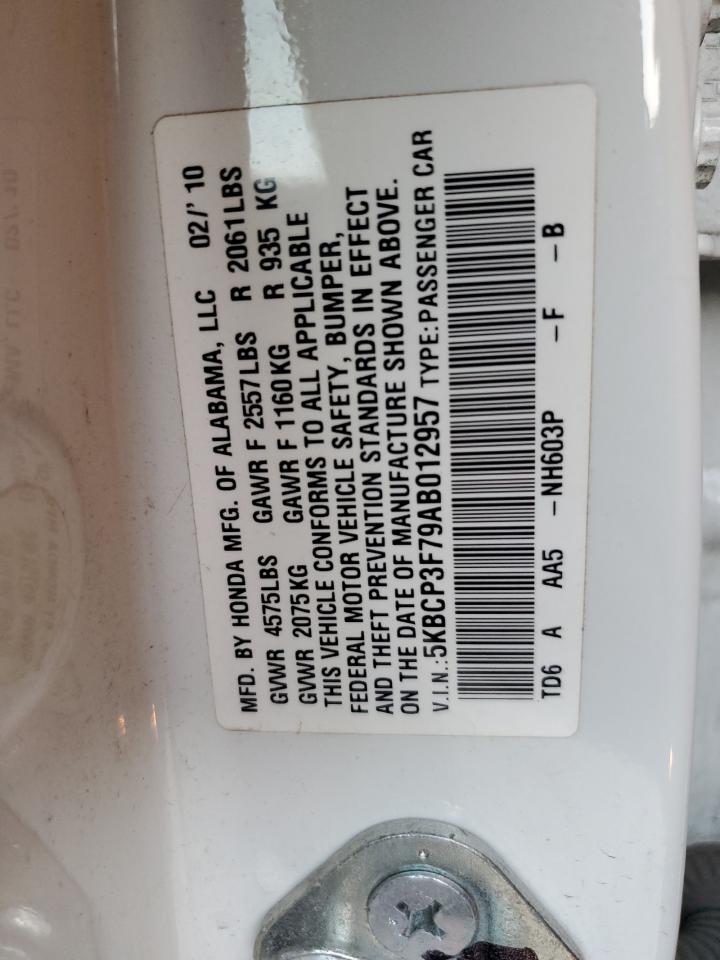 MFD. BY HONDA MFG. OF ALABAMA, LLC 02/'10
GVWR 4575LBS GAWR F 2557LBS R 2061LBS
GVWR 2075KG GAWR F 1160KG R 935 KG
THIS VEHICLE CONFORMS TO ALL APPLICABLE
FEDERAL MOTOR VEHICLE SAFETY, BUMPER,
AND THEFT PREVENTION STANDARDS IN EFFECT
ON THE DATE OF MANUFACTURE SHOWN ABOVE.
V.I.N.:5KBCP3F79AB012957 TYPE:PASSENGER CAR
TD6 A AA5 -NH603P -F -B